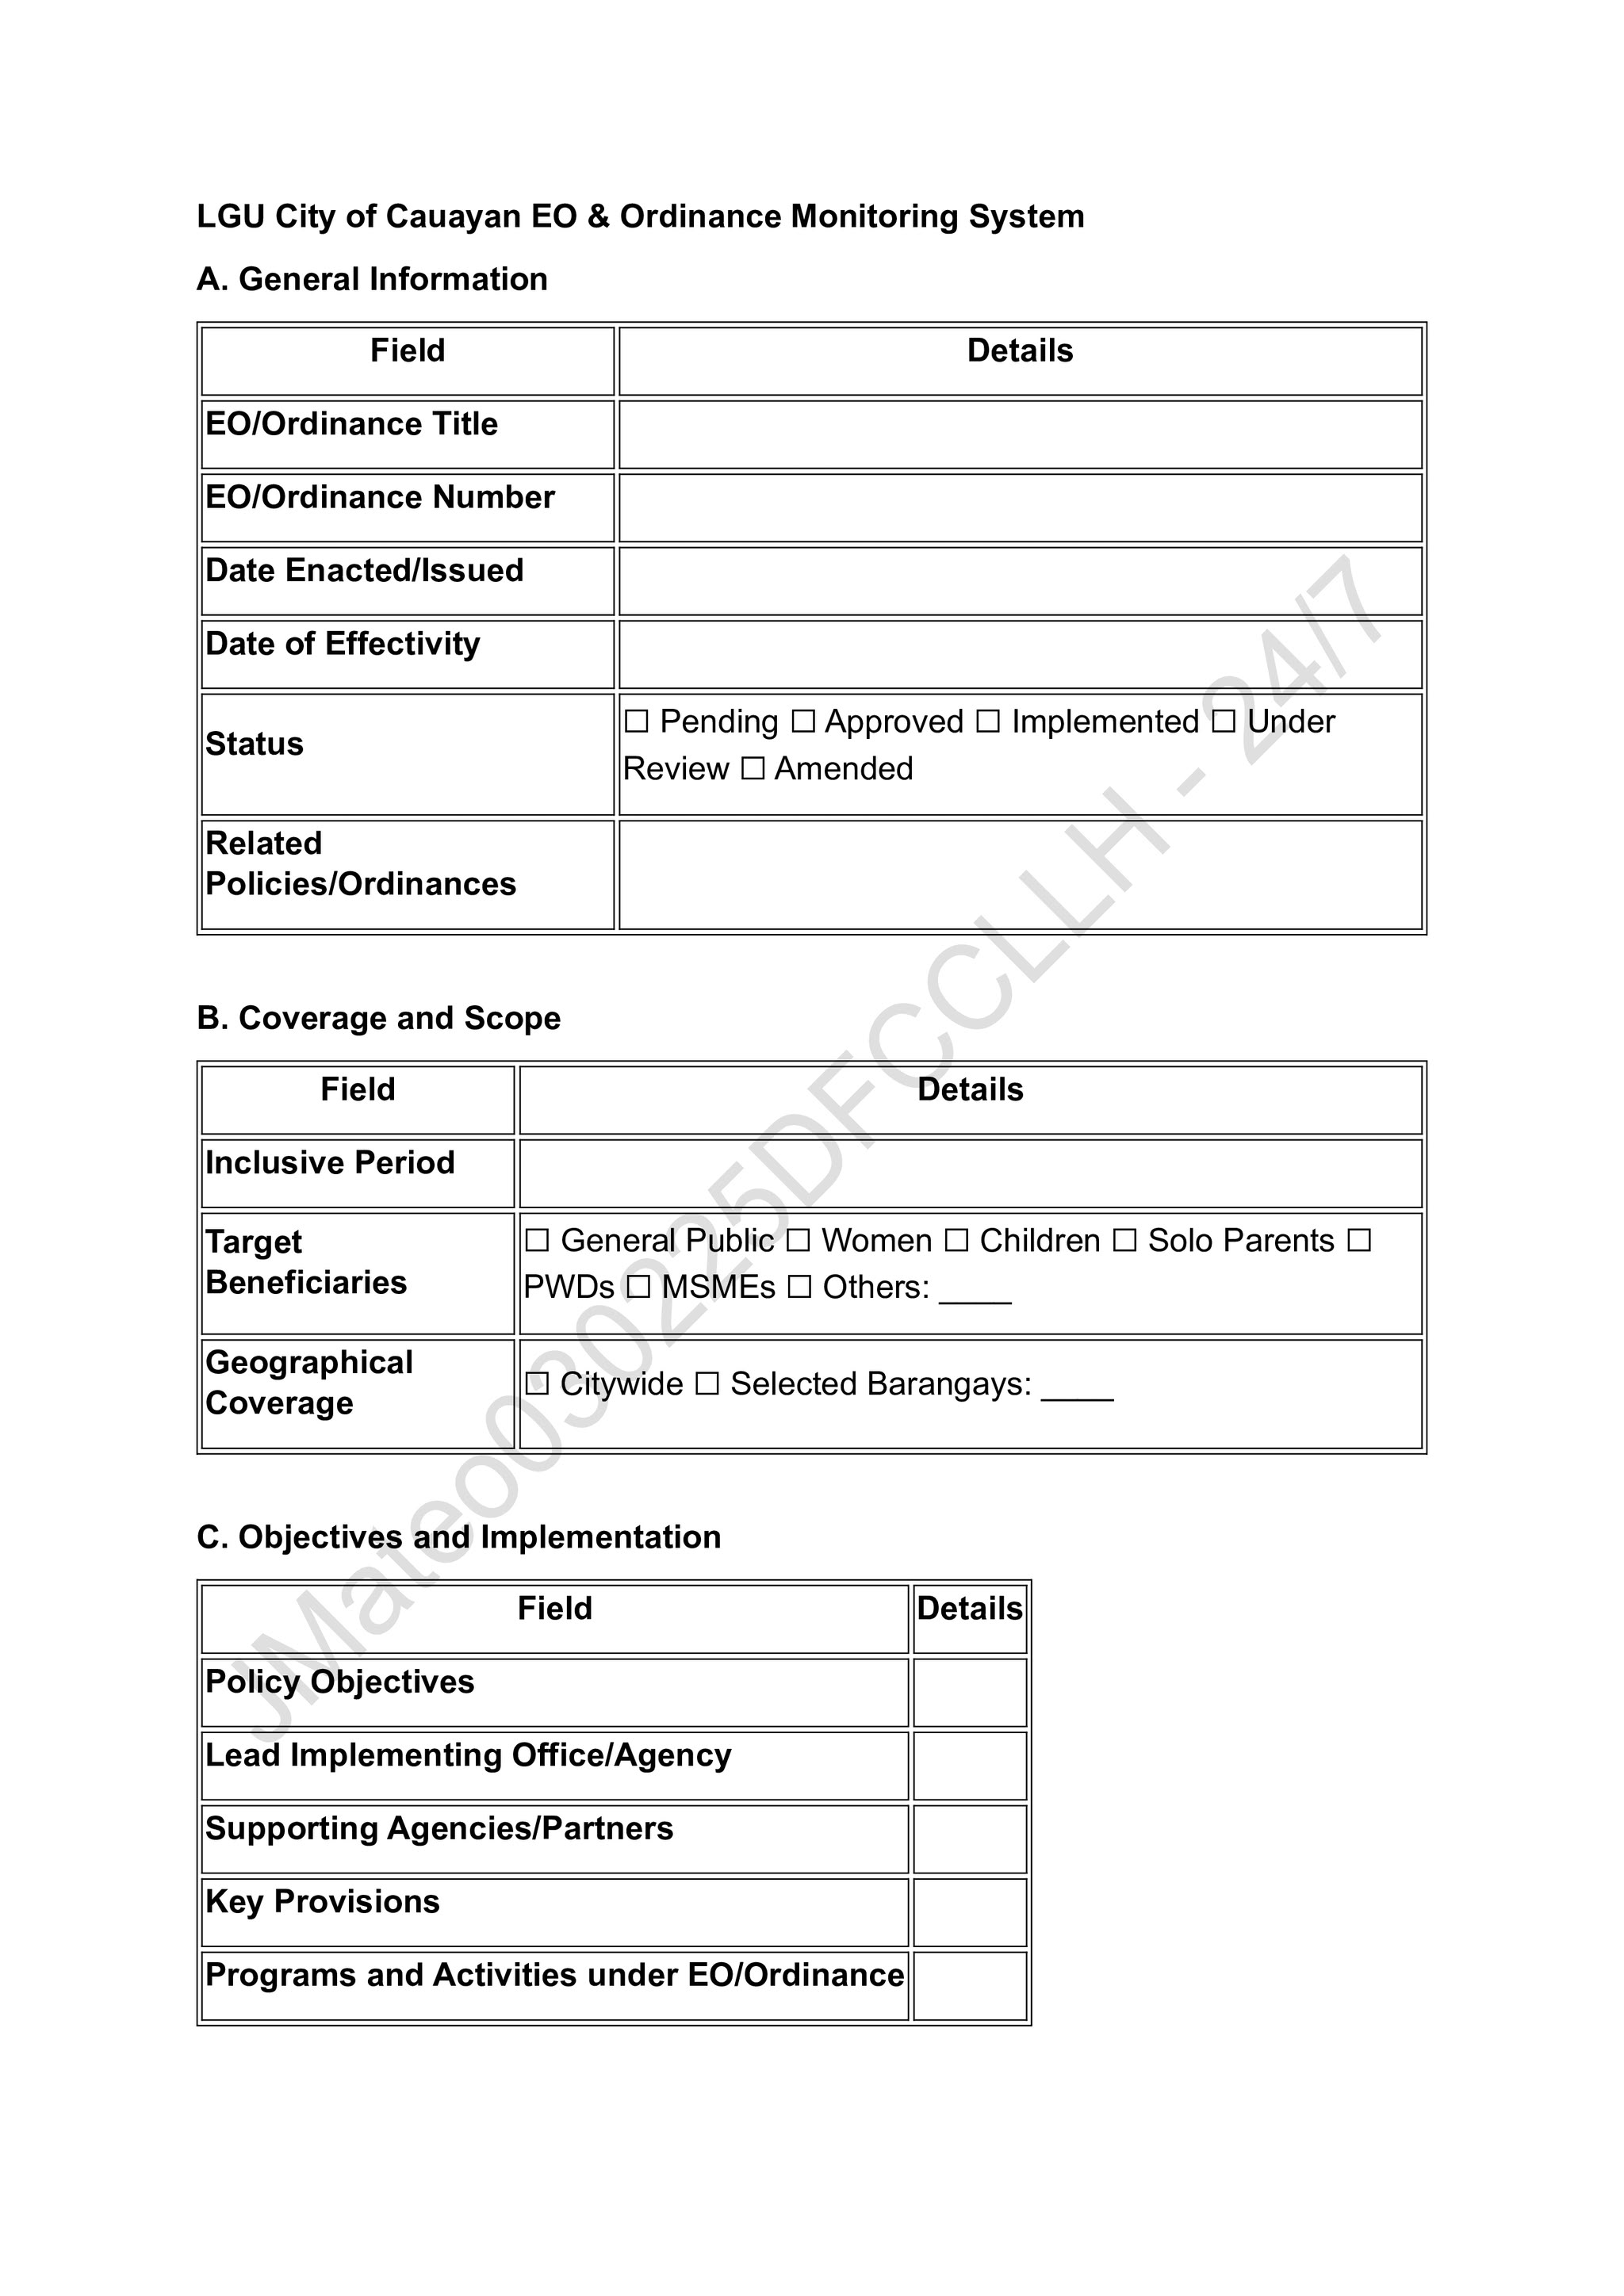 LGU City of Cauayan EO & Ordinance Monitoring System
A. General Information
Field Details
EO/Ordinance Title
EO/Ordinance Number
Date Enacted/Issued
Date of Effectivity
Status
☐ Pending ☐ Approved ☐ Implemented ☐ Under
Review ☐ Amended
Related
Policies/Ordinances
B. Coverage and Scope
Field Details
Inclusive Period
Target
Beneficiaries
☐ General Public ☐ Women ☐ Children ☐ Solo Parents ☐
PWDs ☐ MSMEs ☐ Others: ____
Geographical
Coverage
☐ Citywide ☐ Selected Barangays: ____
C. Objectives and Implementation
Field Details
Policy Objectives
Lead Implementing Office/Agency
Supporting Agencies/Partners
Key Provisions
Programs and Activities under EO/Ordinance
JMateo030225DFCCLLH - 24/7